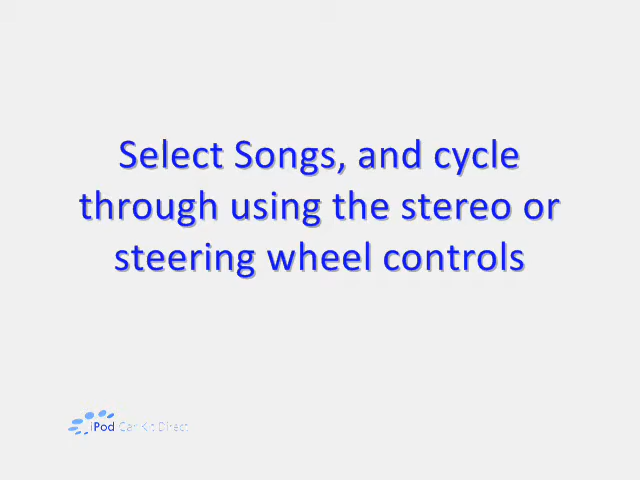 Select Songs, and cycle
through using the stereo or
steering wheel controls
iPod Car Kit Direct